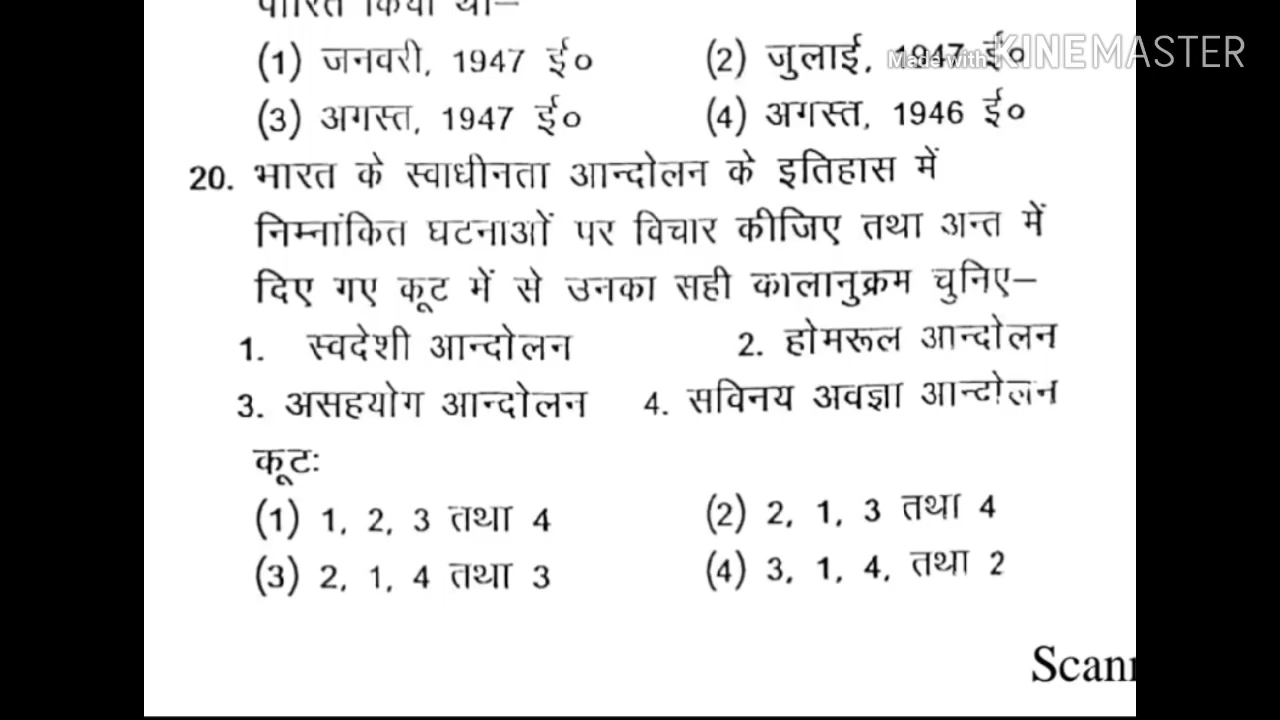 पारित किया था–
(1) जनवरी, 1947 ई० (2) जुलाई, 1947 ई०
Made with KINEMASTER
(3) अगस्त, 1947 ई० (4) अगस्त, 1946 ई०
20. भारत के स्वाधीनता आन्दोलन के इतिहास में
निम्नांकित घटनाओं पर विचार कीजिए तथा अन्त में
दिए गए कूट में से उनका सही कालानुक्रम चुनिए–
1. स्वदेशी आन्दोलन 2. होमरूल आन्दोलन
3. असहयोग आन्दोलन 4. सविनय अवज्ञा आन्दोलन
कूटः
(1) 1, 2, 3 तथा 4 (2) 2, 1, 3 तथा 4
(3) 2, 1, 4 तथा 3 (4) 3, 1, 4, तथा 2